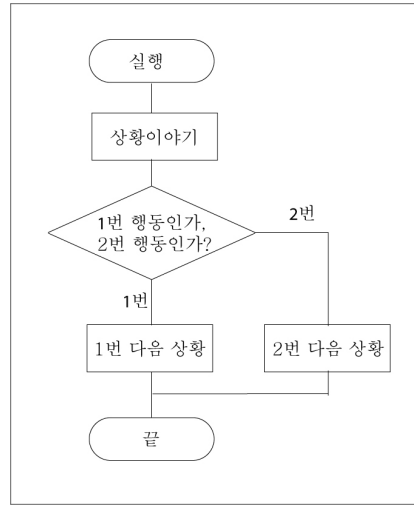 실행
상황이야기
1번 행동인가,
2번 행동인가?
2번
1번
1번 다음 상황
2번 다음 상황
끝